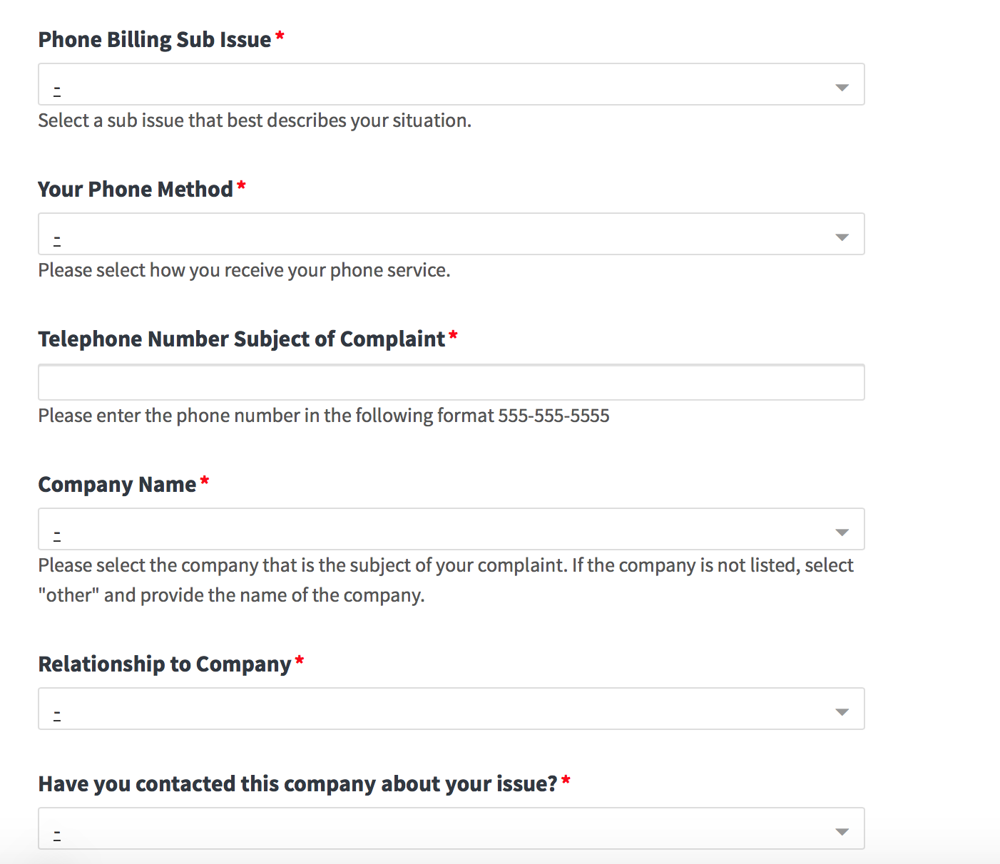 Phone Billing Sub Issue*
-
Select a sub issue that best describes your situation.
Your Phone Method*
-
Please select how you receive your phone service.
Telephone Number Subject of Complaint*
Please enter the phone number in the following format 555-555-5555
Company Name*
-
Please select the company that is the subject of your complaint. If the company is not listed, select
"other" and provide the name of the company.
Relationship to Company*
-
Have you contacted this company about your issue?*
-